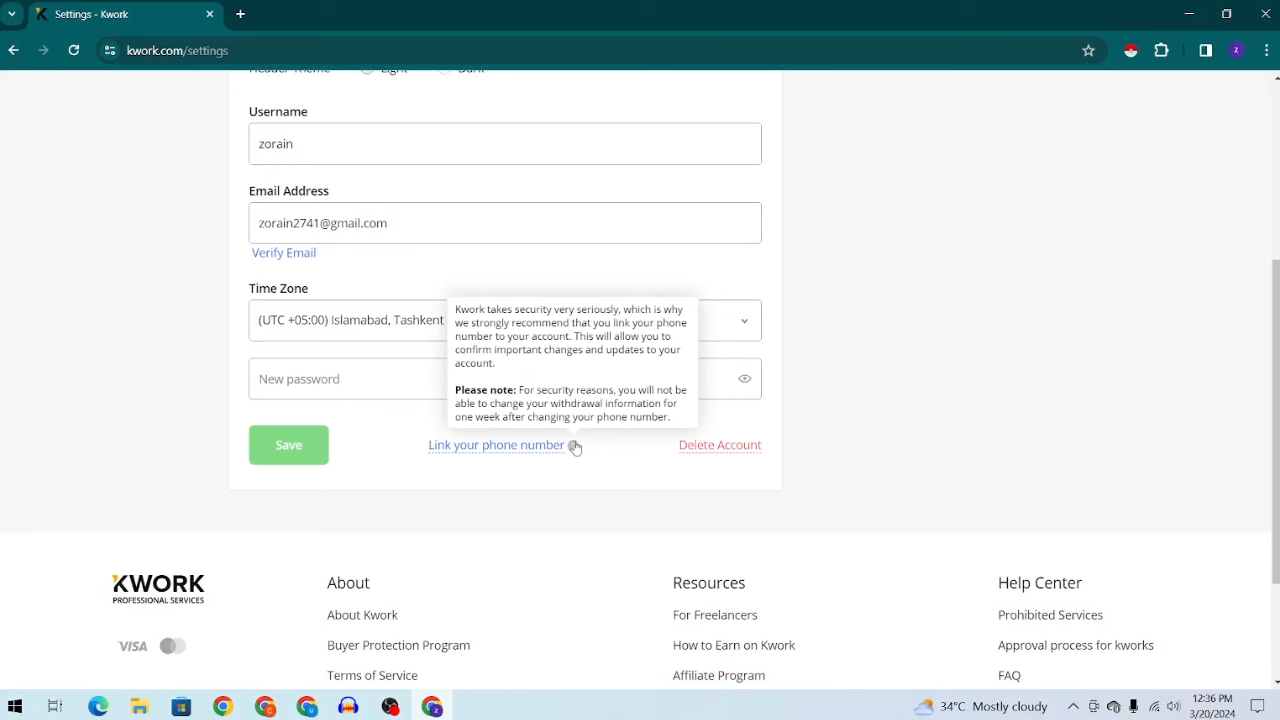 Settings - Kwork
kwork.com/settings
Header Theme Light Dark
Username
zorain
Email Address
zorain2741@gmail.com
Verify Email
Time Zone
(UTC +05:00) Islamabad, Tashkent
Kwork takes security very seriously, which is why
we strongly recommend that you link your phone
number to your account. This will allow you to
confirm important changes and updates to your
account.
Please note: For security reasons, you will not be
able to change your withdrawal information for
one week after changing your phone number.
New password
Save
Link your phone number
Delete Account
KWORK
PROFESSIONAL SERVICES
VISA
About
About Kwork
Buyer Protection Program
Terms of Service
Resources
For Freelancers
How to Earn on Kwork
Affiliate Program
Help Center
Prohibited Services
Approval process for kworks
FAQ
34°C Mostly cloudy
12:36 PM
3/20/2024